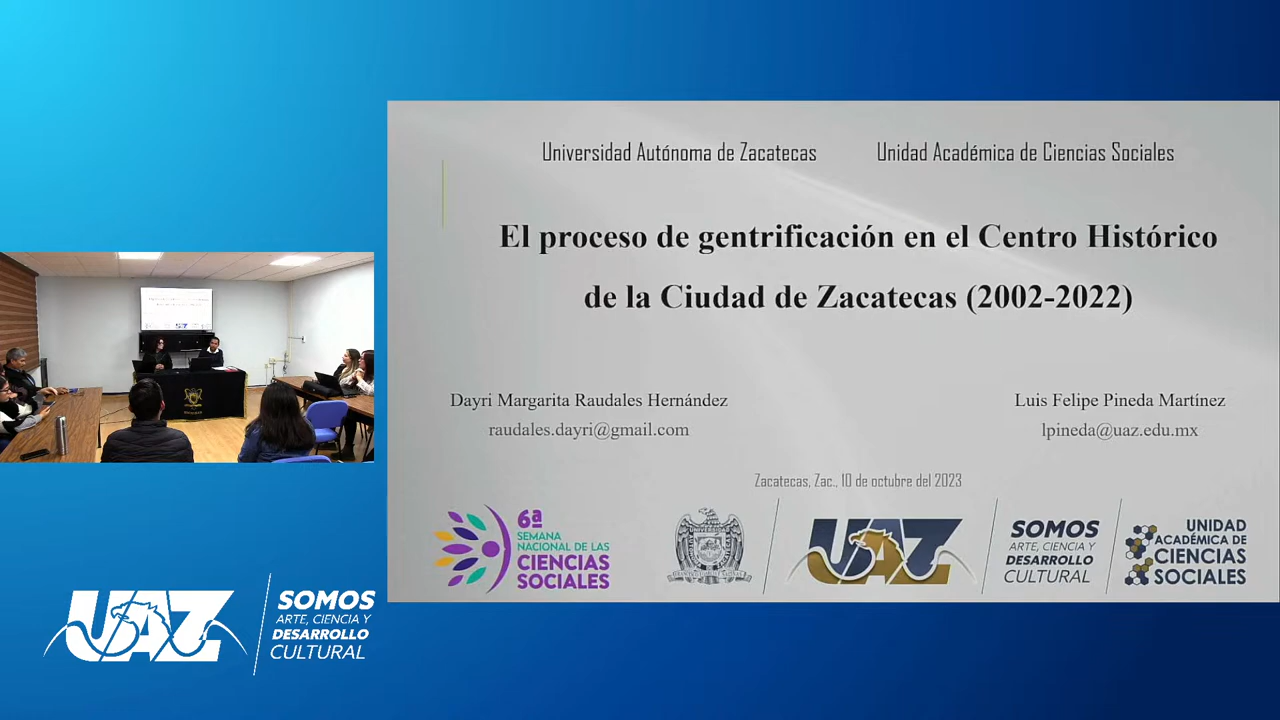 Universidad Autónoma de Zacatecas
Unidad Académica de Ciencias Sociales
El proceso de gentrificación en el Centro Histórico
de la Ciudad de Zacatecas (2002-2022)
Dayri Margarita Raudales Hernández
raudales.dayri@gmail.com
Luis Felipe Pineda Martínez
lpineda@uaz.edu.mx
Zacatecas, Zac., 10 de octubre del 2023
6ª
SEMANA
NACIONAL DE LAS
CIENCIAS
SOCIALES
UAZ
SOMOS
ARTE, CIENCIA Y
DESARROLLO
CULTURAL
UNIDAD
ACADÉMICA DE
CIENCIAS
SOCIALES
UAZ
SOMOS
ARTE, CIENCIA Y
DESARROLLO
CULTURAL